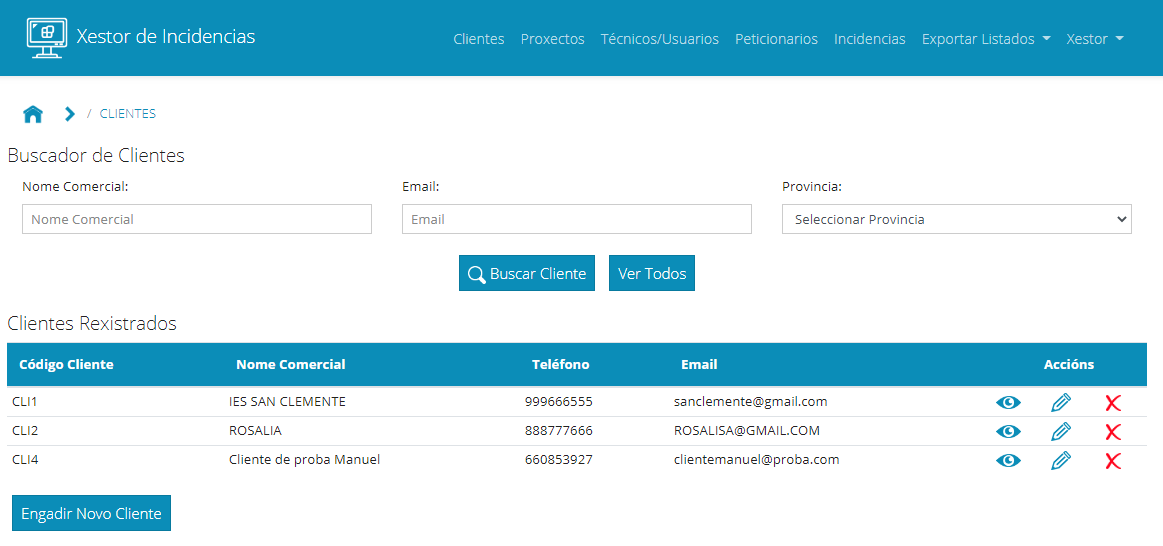 Xestor de Incidencias
Clientes Proxectos Técnicos/Usuarios Peticionarios Incidencias Exportar Listados Xestor
/ CLIENTES
Buscador de Clientes
Nome Comercial: Email: Provincia:
Nome Comercial Email Seleccionar Provincia
Buscar Cliente Ver Todos
Clientes Rexistrados
Código Cliente Nome Comercial Teléfono Email Accións
CLI1 IES SAN CLEMENTE 999666555 sanclemente@gmail.com
CLI2 ROSALIA 888777666 ROSALISA@GMAIL.COM
CLI4 Cliente de proba Manuel 660853927 clientemanuel@proba.com
Engadir Novo Cliente